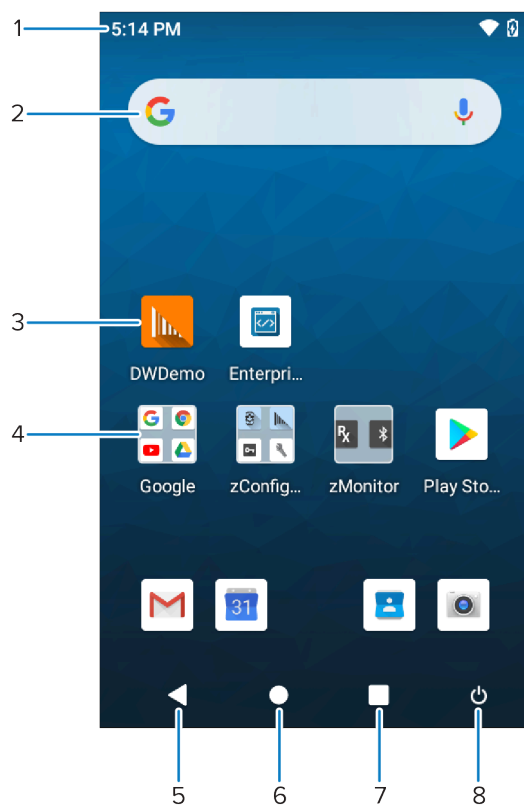 1
5:14 PM
2
3
DWDemo
Enterpri...
4
Google
zConfig...
Rx
zMonitor
Play Sto...
31
5
6
7
8